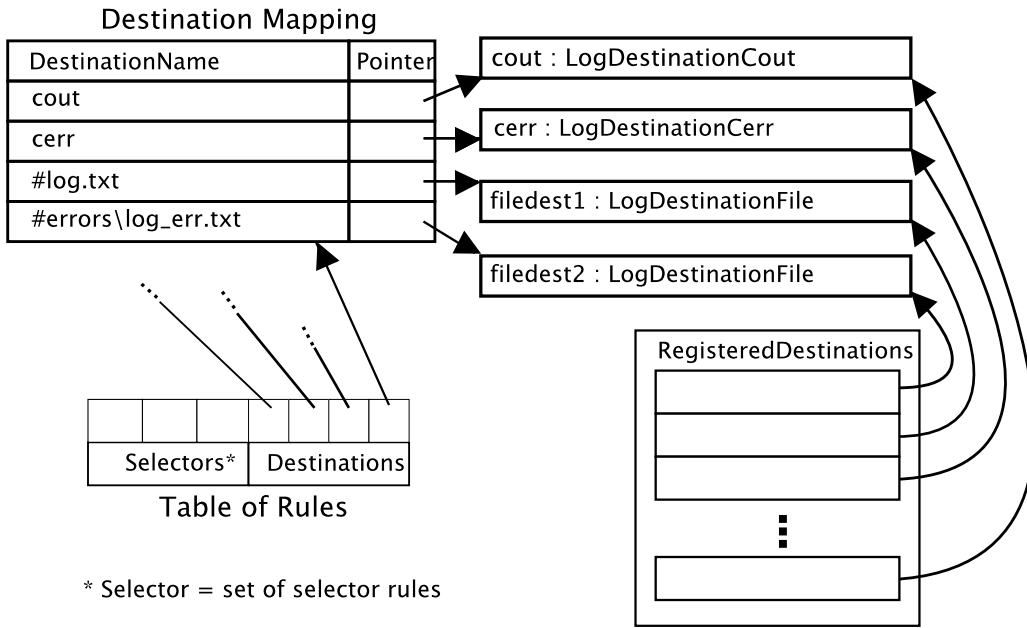 Destination Mapping
DestinationName Pointer
cout
cerr
#log.txt
#errors\log_err.txt
cout : LogDestinationCout
cerr : LogDestinationCerr
filedest1 : LogDestinationFile
filedest2 : LogDestinationFile
RegisteredDestinations
Selectors* Destinations
Table of Rules
* Selector = set of selector rules